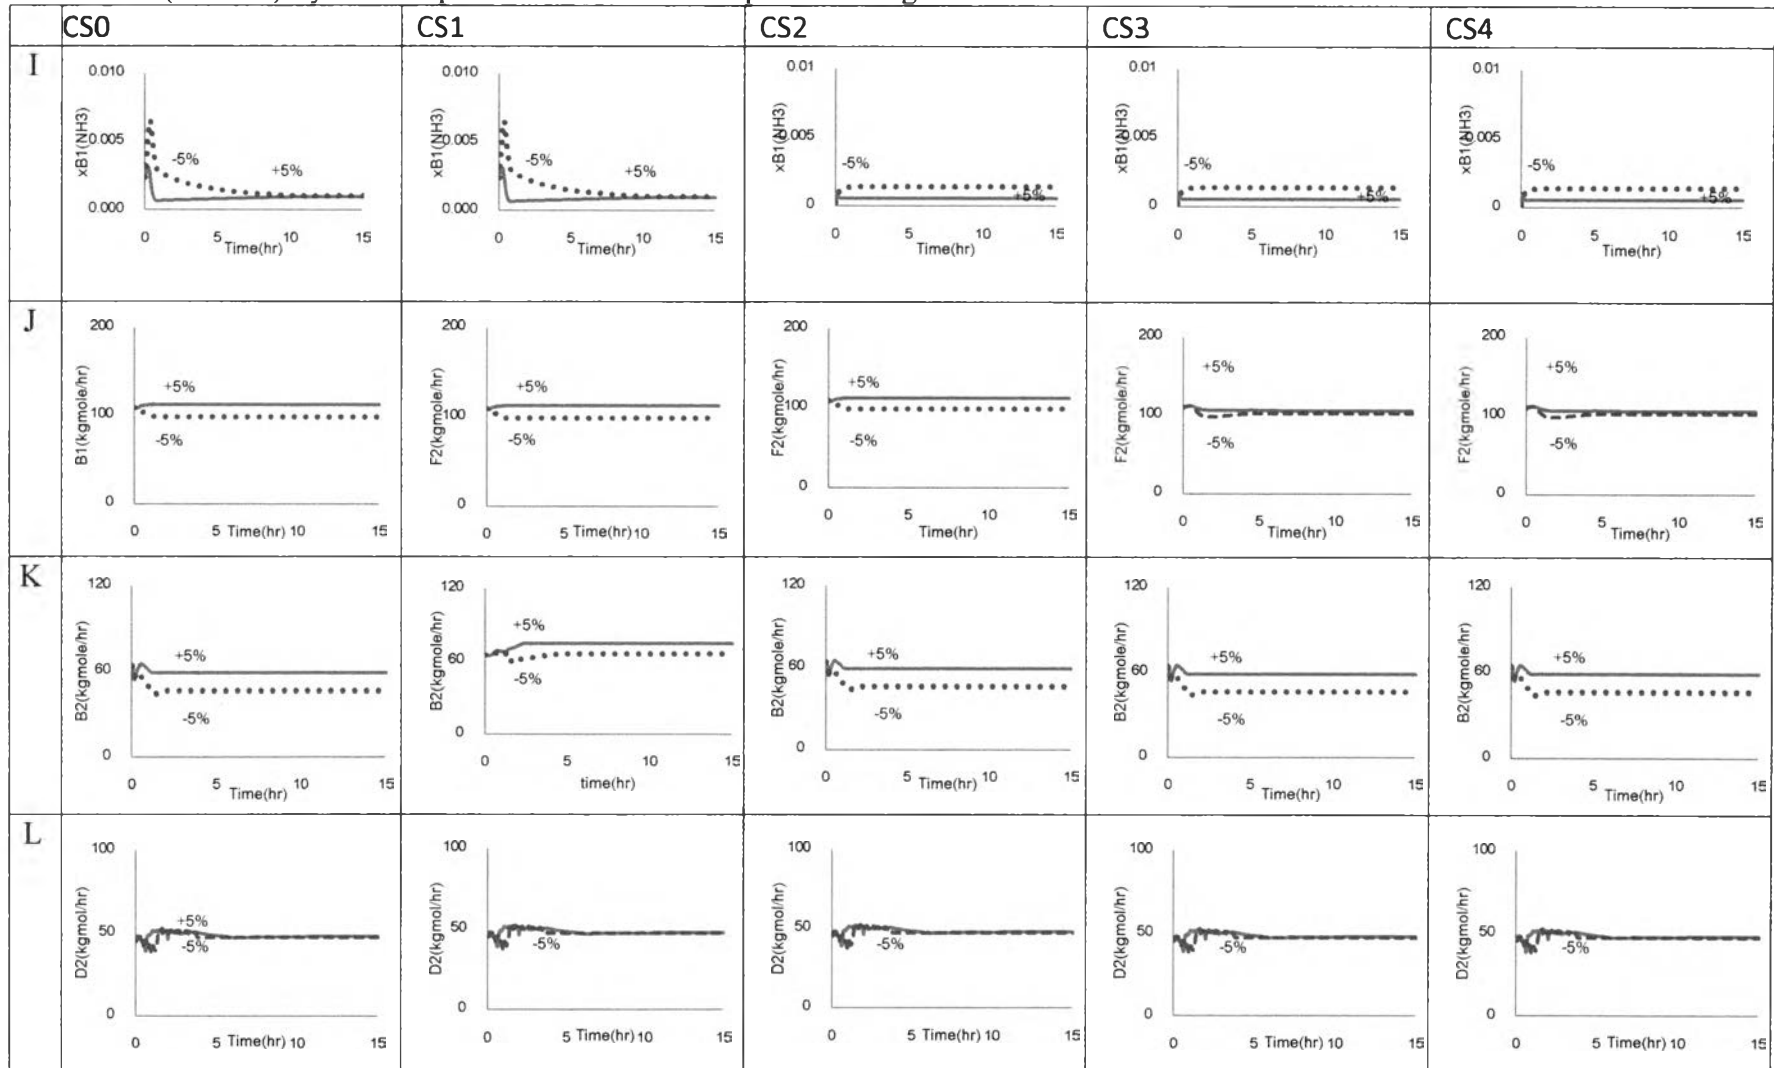 CS0 CS1 CS2 CS3 CS4
I
xB1(NH3) 0.010 0.005 0.000 -5% +5% 0 5 10 15 Time(hr)
xB1(NH3) 0.010 0.005 0.000 -5% +5% 0 5 10 15 Time(hr)
xB1(NH3) 0.01 0.005 0 -5% +5% 0 5 10 15 Time(hr)
xB1(NH3) 0.01 0.005 0 -5% +5% 0 5 10 15 Time(hr)
xB1(NH3) 0.01 0.005 0 -5% +5% 0 5 10 15 Time(hr)
J
B1(kgmole/hr) 200 100 0 +5% -5% 0 5 Time(hr) 10 15
F2(kgmole/hr) 200 100 0 +5% -5% 0 5 Time(hr) 10 15
F2(kgmole/hr) 200 100 0 +5% -5% 0 5 Time(hr) 10 15
F2(kgmole/hr) 200 100 0 +5% -5% 0 5 Time(hr) 10 15
F2(kgmole/hr) 200 100 0 +5% -5% 0 5 Time(hr) 10 15
K
B2(kgmole/hr) 120 60 0 +5% -5% 0 5 10 15 Time(hr)
B2(kgmole/hr) 120 60 0 +5% -5% 0 5 10 15 time(hr)
B2(kgmole/hr) 120 60 0 +5% -5% 0 5 10 15 Time(hr)
B2(kgmole/hr) 120 60 0 +5% -5% 0 5 10 15 Time(hr)
B2(kgmole/hr) 120 60 0 +5% -5% 0 5 10 15 Time(hr)
L
D2(kgmol/hr) 100 50 0 +5% -5% 0 5 Time(hr) 10 15
D2(kgmol/hr) 100 50 0 -5% 0 5 Time(hr) 10 15
D2(kgmol/hr) 100 50 0 -5% 0 5 Time(hr) 10 15
D2(kgmol/hr) 100 50 0 -5% 0 5 Time(hr) 10 15
D2(kgmol/hr) 100 50 0 -5% 0 5 Time(hr) 10 15